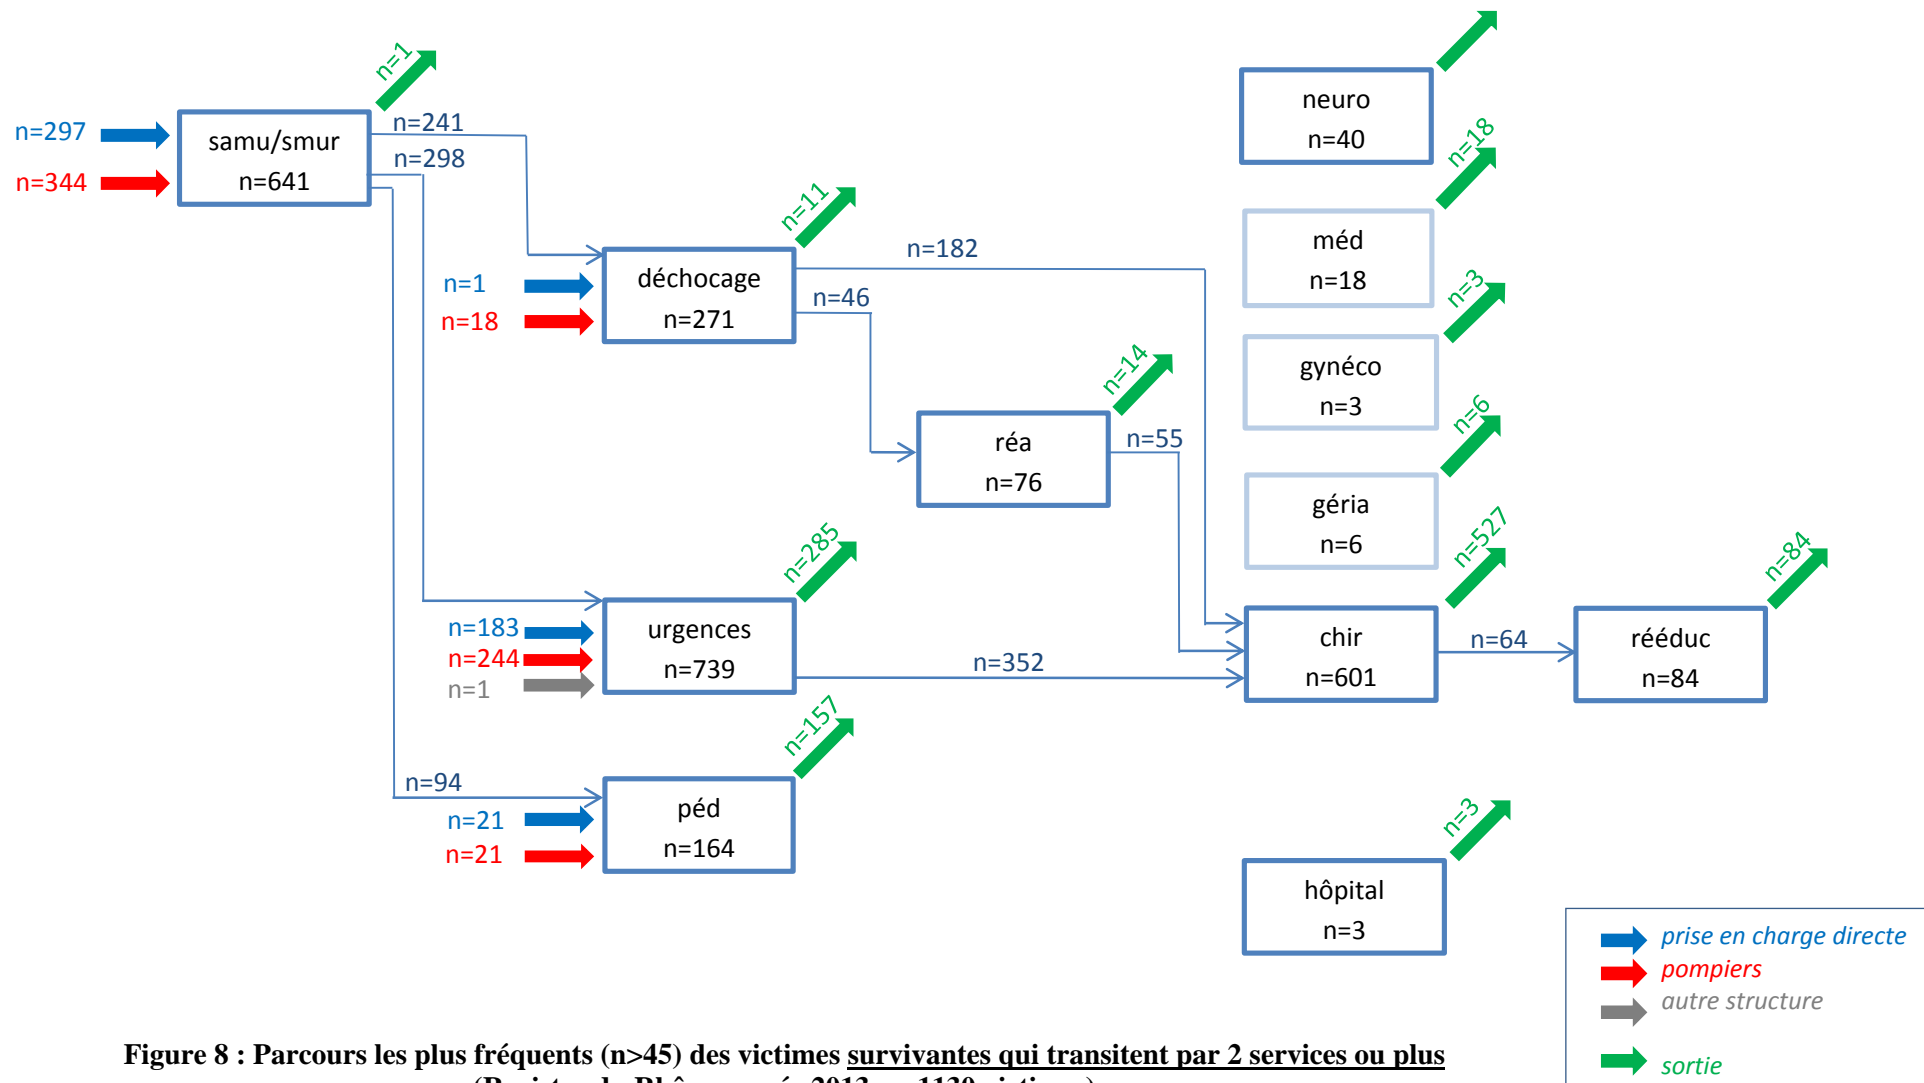 n=1
n=297
n=344
samu/smur
n=641
n=241
n=298
neuro
n=40
n=18
méd
n=18
n=11
n=1
n=18
déchocage
n=271
n=182
n=46
n=3
gynéco
n=3
n=14
réa
n=76
n=55
n=6
géria
n=6
n=527
n=285
n=183
n=244
n=1
urgences
n=739
n=352
chir
n=601
n=64
n=84
rééduc
n=84
n=157
n=94
n=21
n=21
péd
n=164
n=3
hôpital
n=3
prise en charge directe
pompiers
autre structure
sortie
Figure 8 : Parcours les plus fréquents (n>45) des victimes survivantes qui transitent par 2 services ou plus